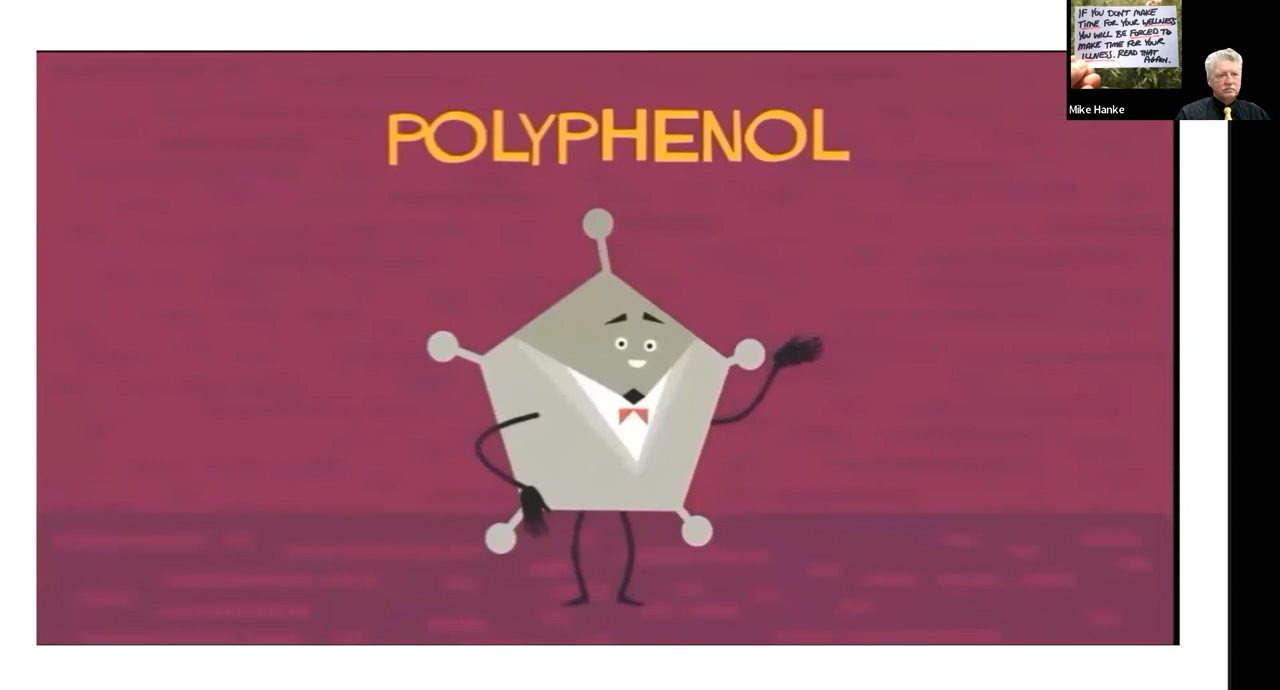 POLYPHENOL
IF YOU DON'T MAKE
TIME FOR YOUR WELLNESS
YOU WILL BE FORCED TO
MAKE TIME FOR YOUR
ILLNESS. READ THAT
AGAIN.
Mike Hanke